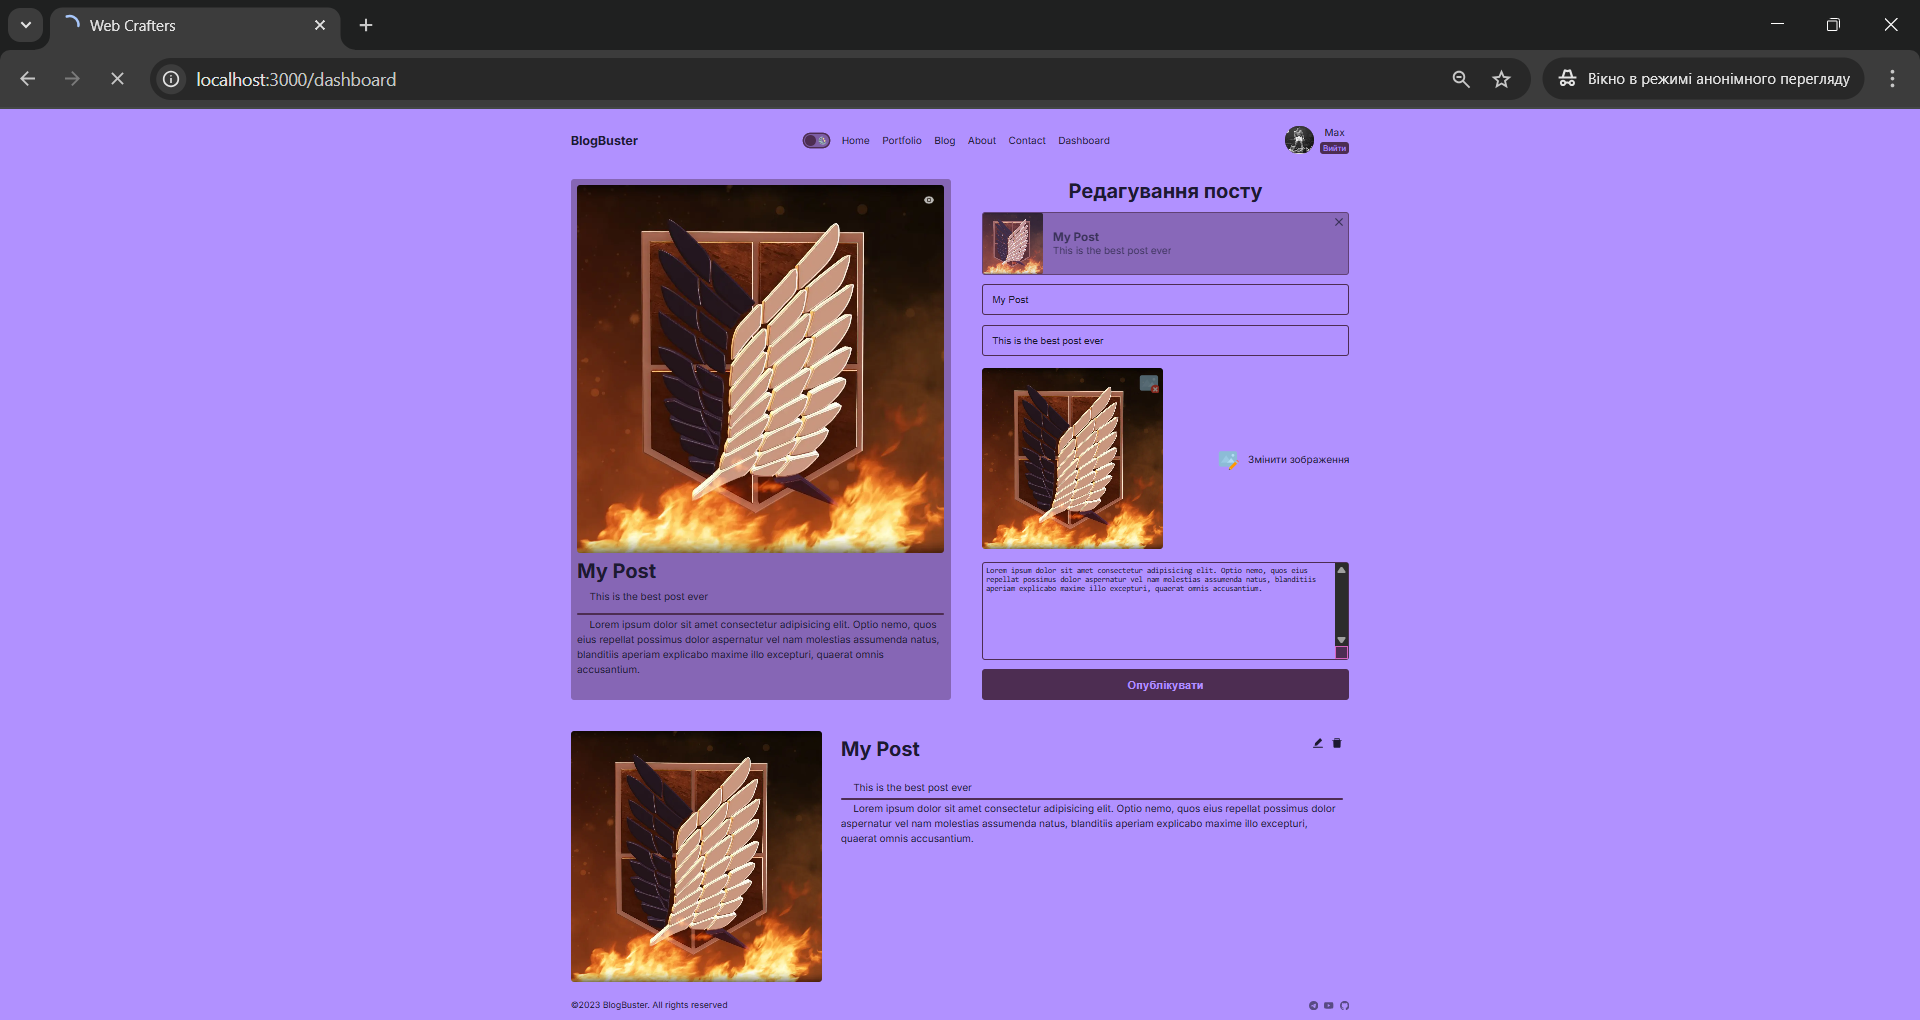 Web Crafters
localhost:3000/dashboard
Вікно в режимі анонімного перегляду
BlogBuster
Home Portfolio Blog About Contact Dashboard
Max
Вийти
My Post
This is the best post ever
Lorem ipsum dolor sit amet consectetur adipisicing elit. Optio nemo, quos
eius repellat possimus dolor aspernatur vel nam molestias assumenda natus,
blanditiis aperiam explicabo maxime illo excepturi, quaerat omnis
accusantium.
Редагування посту
My Post
This is the best post ever
My Post
This is the best post ever
Змінити зображення
Lorem ipsum dolor sit amet consectetur adipisicing elit. Optio nemo, quos eius
repellat possimus dolor aspernatur vel nam molestias assumenda natus, blanditiis
aperiam explicabo maxime illo excepturi, quaerat omnis accusantium.
Опублікувати
My Post
This is the best post ever
Lorem ipsum dolor sit amet consectetur adipisicing elit. Optio nemo, quos eius repellat possimus dolor
aspernatur vel nam molestias assumenda natus, blanditiis aperiam explicabo maxime illo excepturi,
quaerat omnis accusantium.
©2023 BlogBuster. All rights reserved